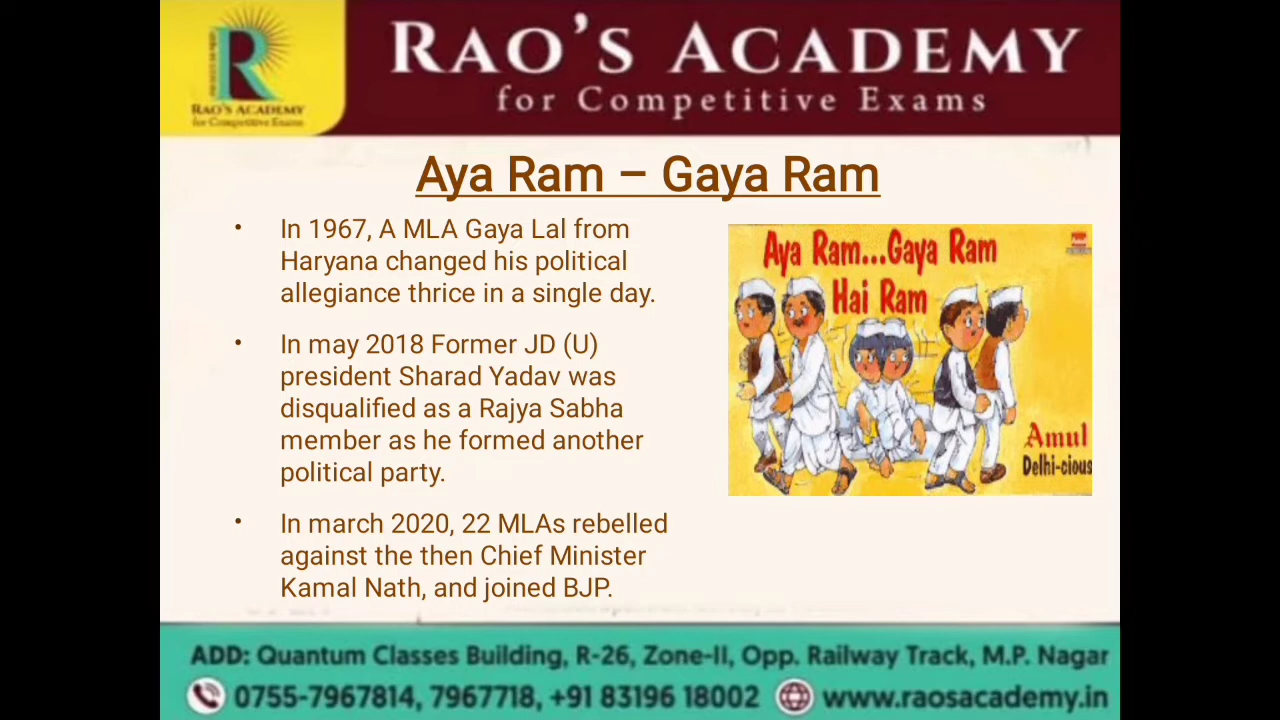 RAO'S ACADEMY
for Competitive Exams
RAO'S ACADEMY
for Competitive Exams
Aya Ram – Gaya Ram
• In 1967, A MLA Gaya Lal from
Haryana changed his political
allegiance thrice in a single day.
• In may 2018 Former JD (U)
president Sharad Yadav was
disqualified as a Rajya Sabha
member as he formed another
political party.
• In march 2020, 22 MLAs rebelled
against the then Chief Minister
Kamal Nath, and joined BJP.
Aya Ram...Gaya Ram
Hai Ram
Amul
Delhi-cious
ADD: Quantum Classes Building, R-26, Zone-II, Opp. Railway Track, M.P. Nagar
0755-7967814, 7967718, +91 83196 18002 www.raosacademy.in